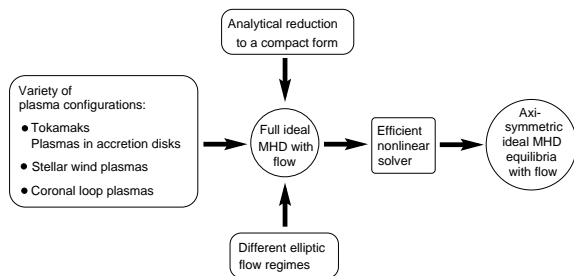 Analytical reduction
to a compact form
Variety of
plasma configurations:
● Tokamaks
Plasmas in accretion disks
● Stellar wind plasmas
● Coronal loop plasmas
Full ideal
MHD with
flow
Efficient
nonlinear
solver
Axi-
symmetric
ideal MHD
equilibria
with flow
Different elliptic
flow regimes